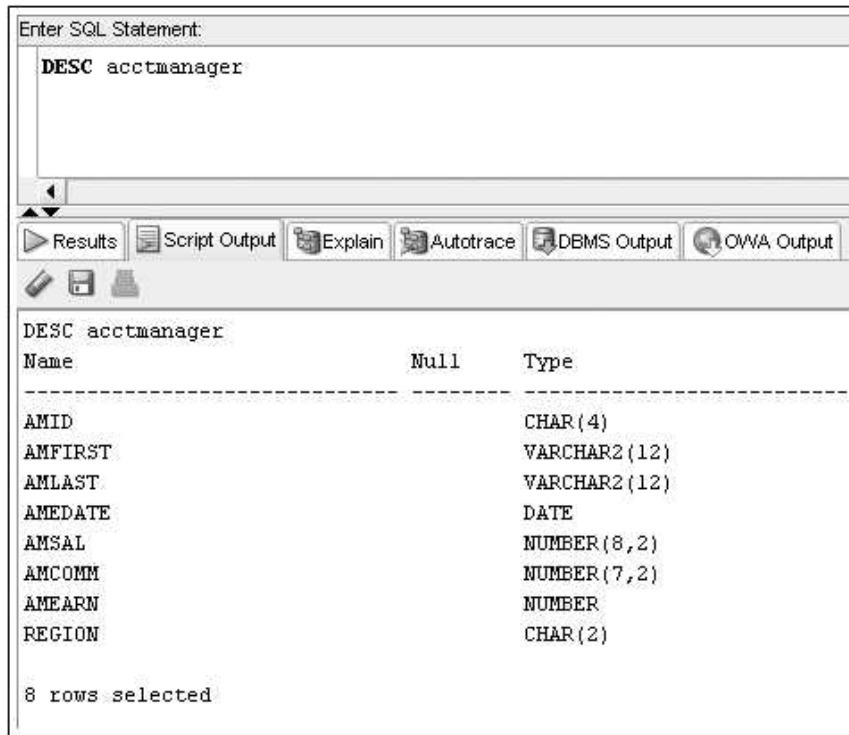 Enter SQL Statement:
DESC acctmanager
Results Script Output Explain Autotrace DBMS Output OWA Output
DESC acctmanager
Name Null Type
------------------------------ -------- --------------------------
AMID CHAR(4)
AMFIRST VARCHAR2(12)
AMLAST VARCHAR2(12)
AMEDATE DATE
AMSAL NUMBER(8,2)
AMCOMM NUMBER(7,2)
AMEARN NUMBER
REGION CHAR(2)
8 rows selected